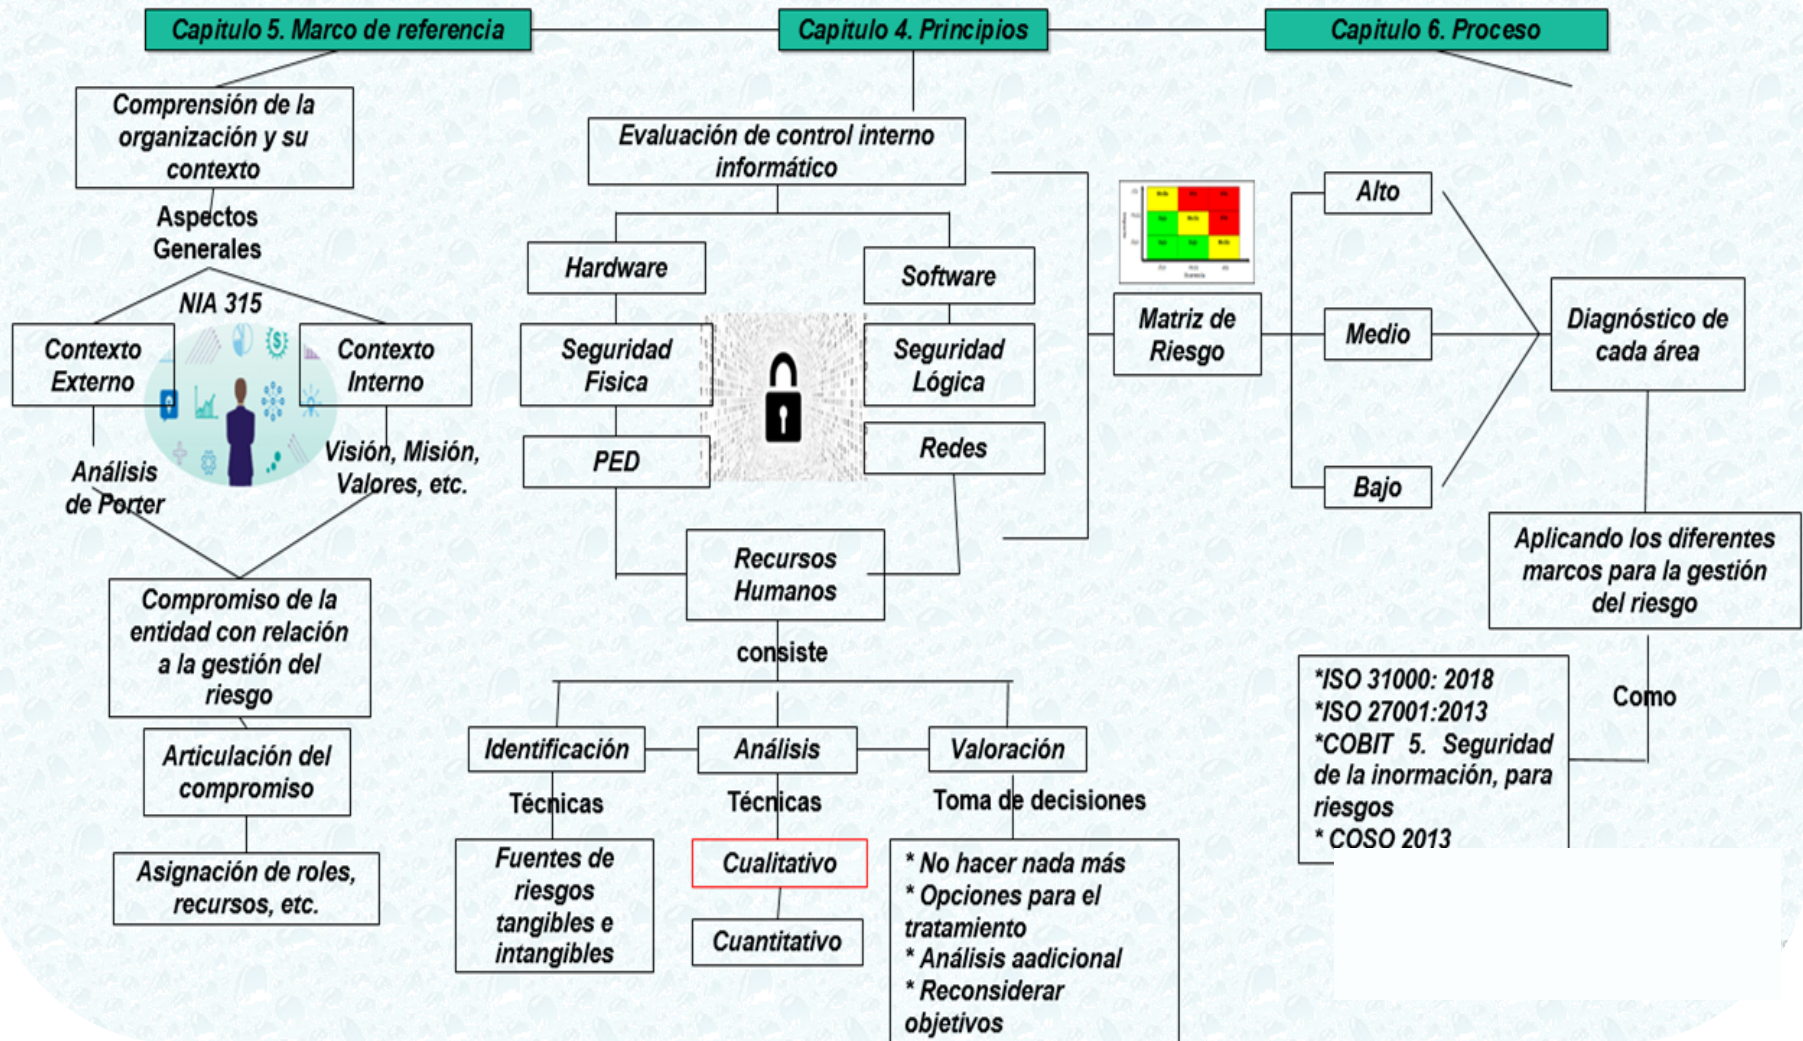 Capitulo 5. Marco de referencia
Capitulo 4. Principios
Capitulo 6. Proceso
Comprensión de la
organización y su
contexto
Aspectos
Generales
NIA 315
Contexto
Externo
Contexto
Interno
Análisis
de Porter
Visión, Misión,
Valores, etc.
Compromiso de la
entidad con relación
a la gestión del
riesgo
Articulación del
compromiso
Asignación de roles,
recursos, etc.
Evaluación de control interno
informático
Hardware
Software
Seguridad
Fisica
Seguridad
Lógica
PED
Redes
Recursos
Humanos
consiste
Identificación
Análisis
Valoración
Técnicas
Técnicas
Toma de decisiones
Fuentes de
riesgos
tangibles e
intangibles
Cualitativo
Cuantitativo
* No hacer nada más
* Opciones para el
tratamiento
* Análisis aadicional
* Reconsiderar
objetivos
Matriz de
Riesgo
Alto
Medio
Bajo
Diagnóstico de
cada área
Aplicando los diferentes
marcos para la gestión
del riesgo
Como
*ISO 31000: 2018
*ISO 27001:2013
*COBIT 5. Seguridad
de la inormación, para
riesgos
* COSO 2013